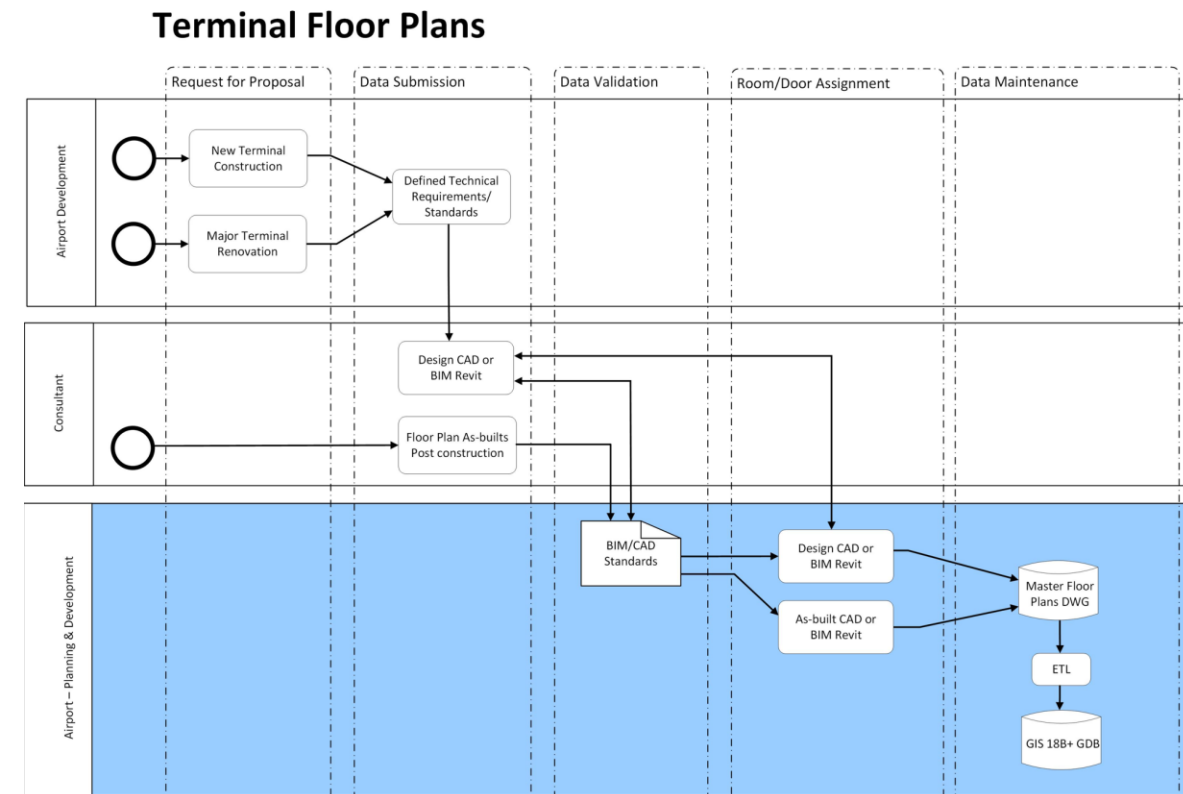 Terminal Floor Plans
Request for Proposal
Data Submission
Data Validation
Room/Door Assignment
Data Maintenance
Airport Development
New Terminal
Construction
Major Terminal
Renovation
Defined Technical
Requirements/
Standards
Consultant
Design CAD or
BIM Revit
Floor Plan As-builts
Post construction
Airport – Planning & Development
BIM/CAD
Standards
Design CAD or
BIM Revit
As-built CAD or
BIM Revit
Master Floor
Plans DWG
ETL
GIS 18B+ GDB